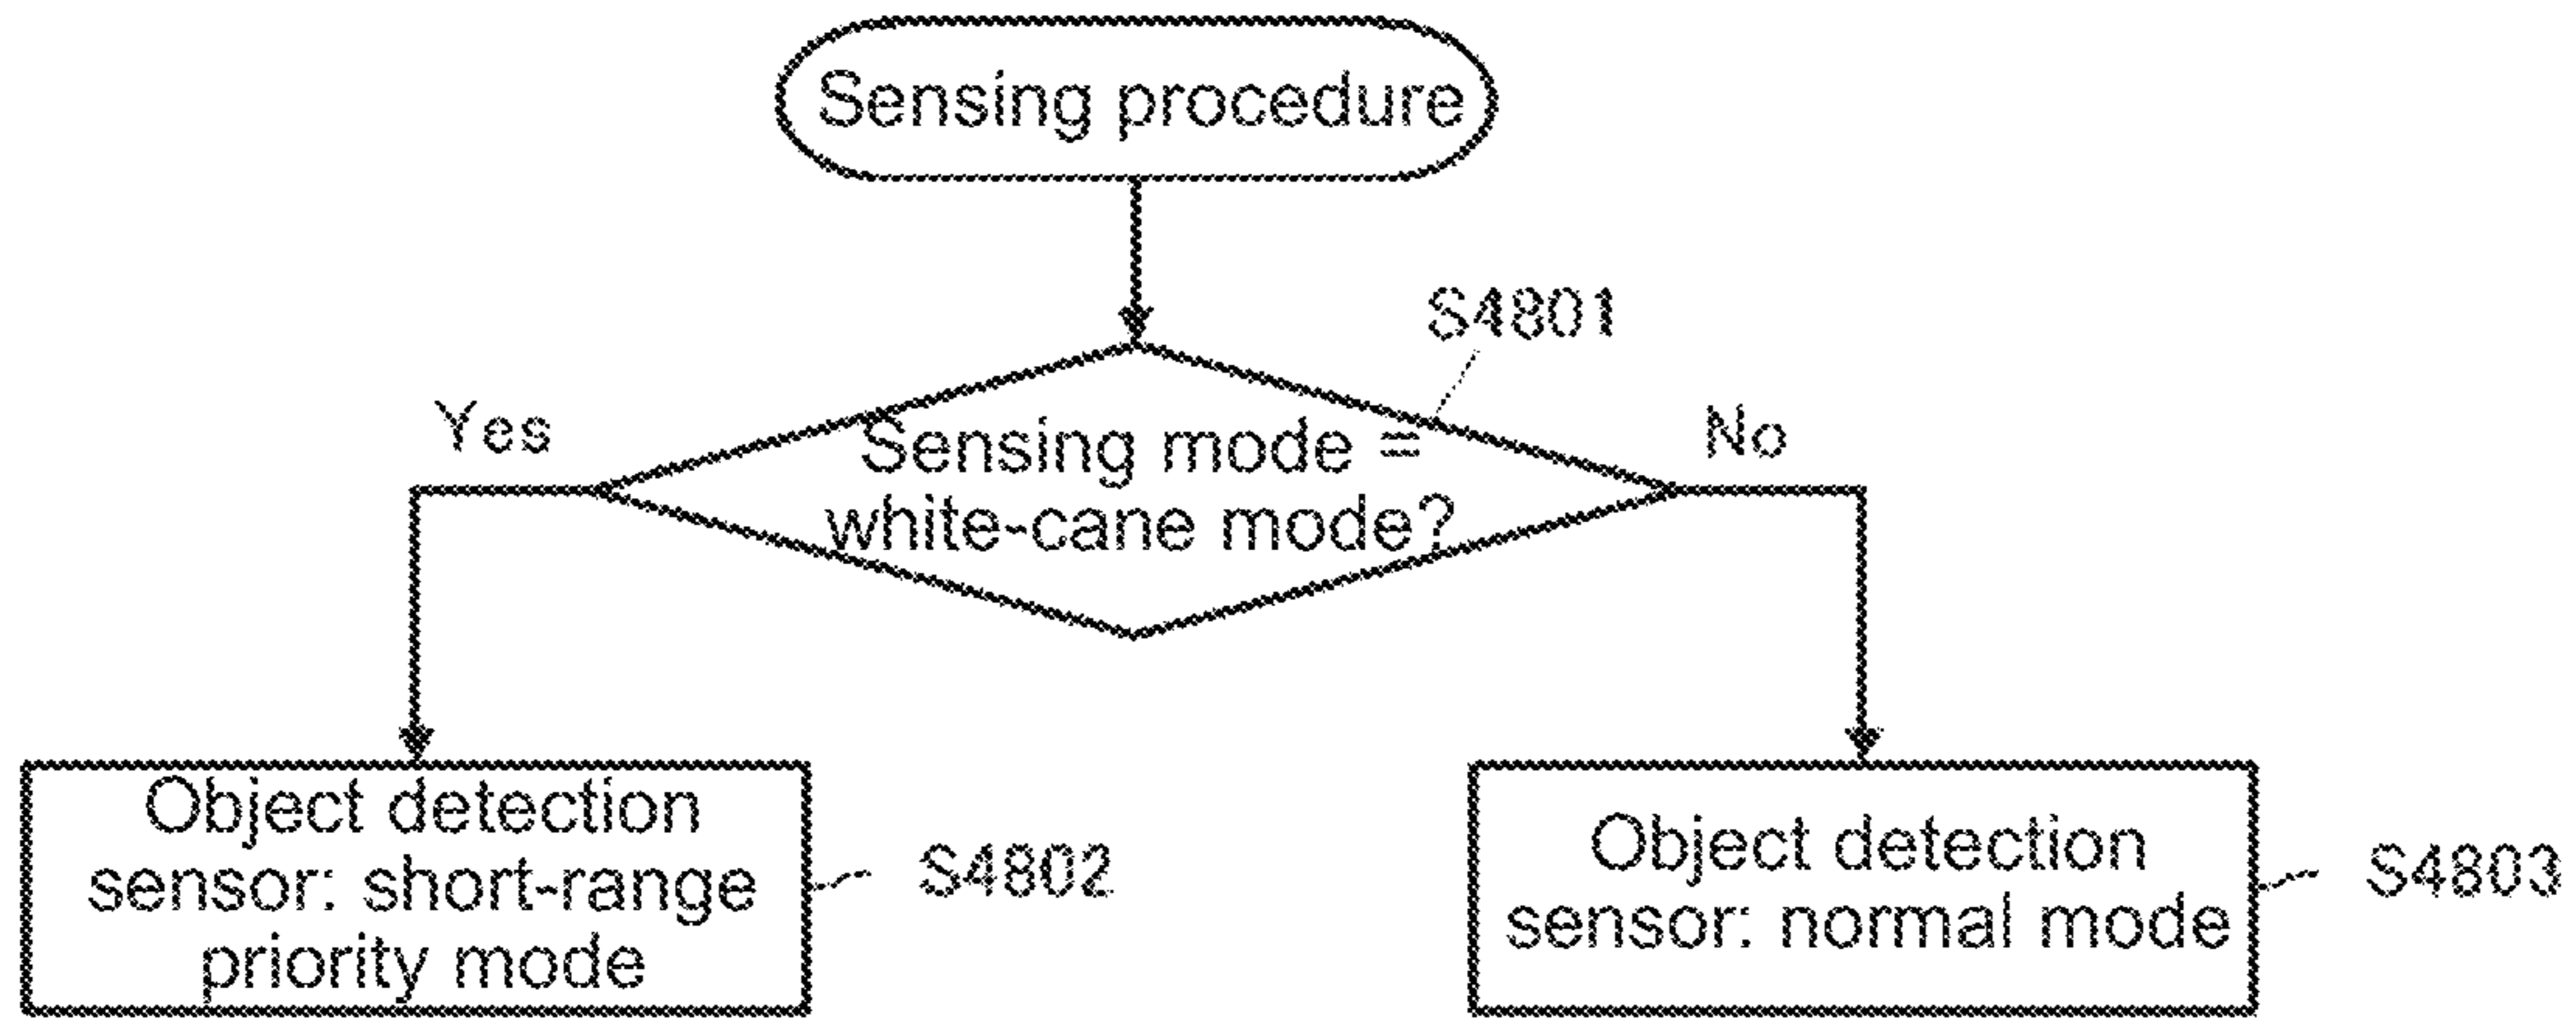 Sensing procedure
S4801
Yes
No
Sensing mode =
white-cane mode?
Object detection
sensor: short-range
priority mode
S4802
Object detection
sensor: normal mode
S4803